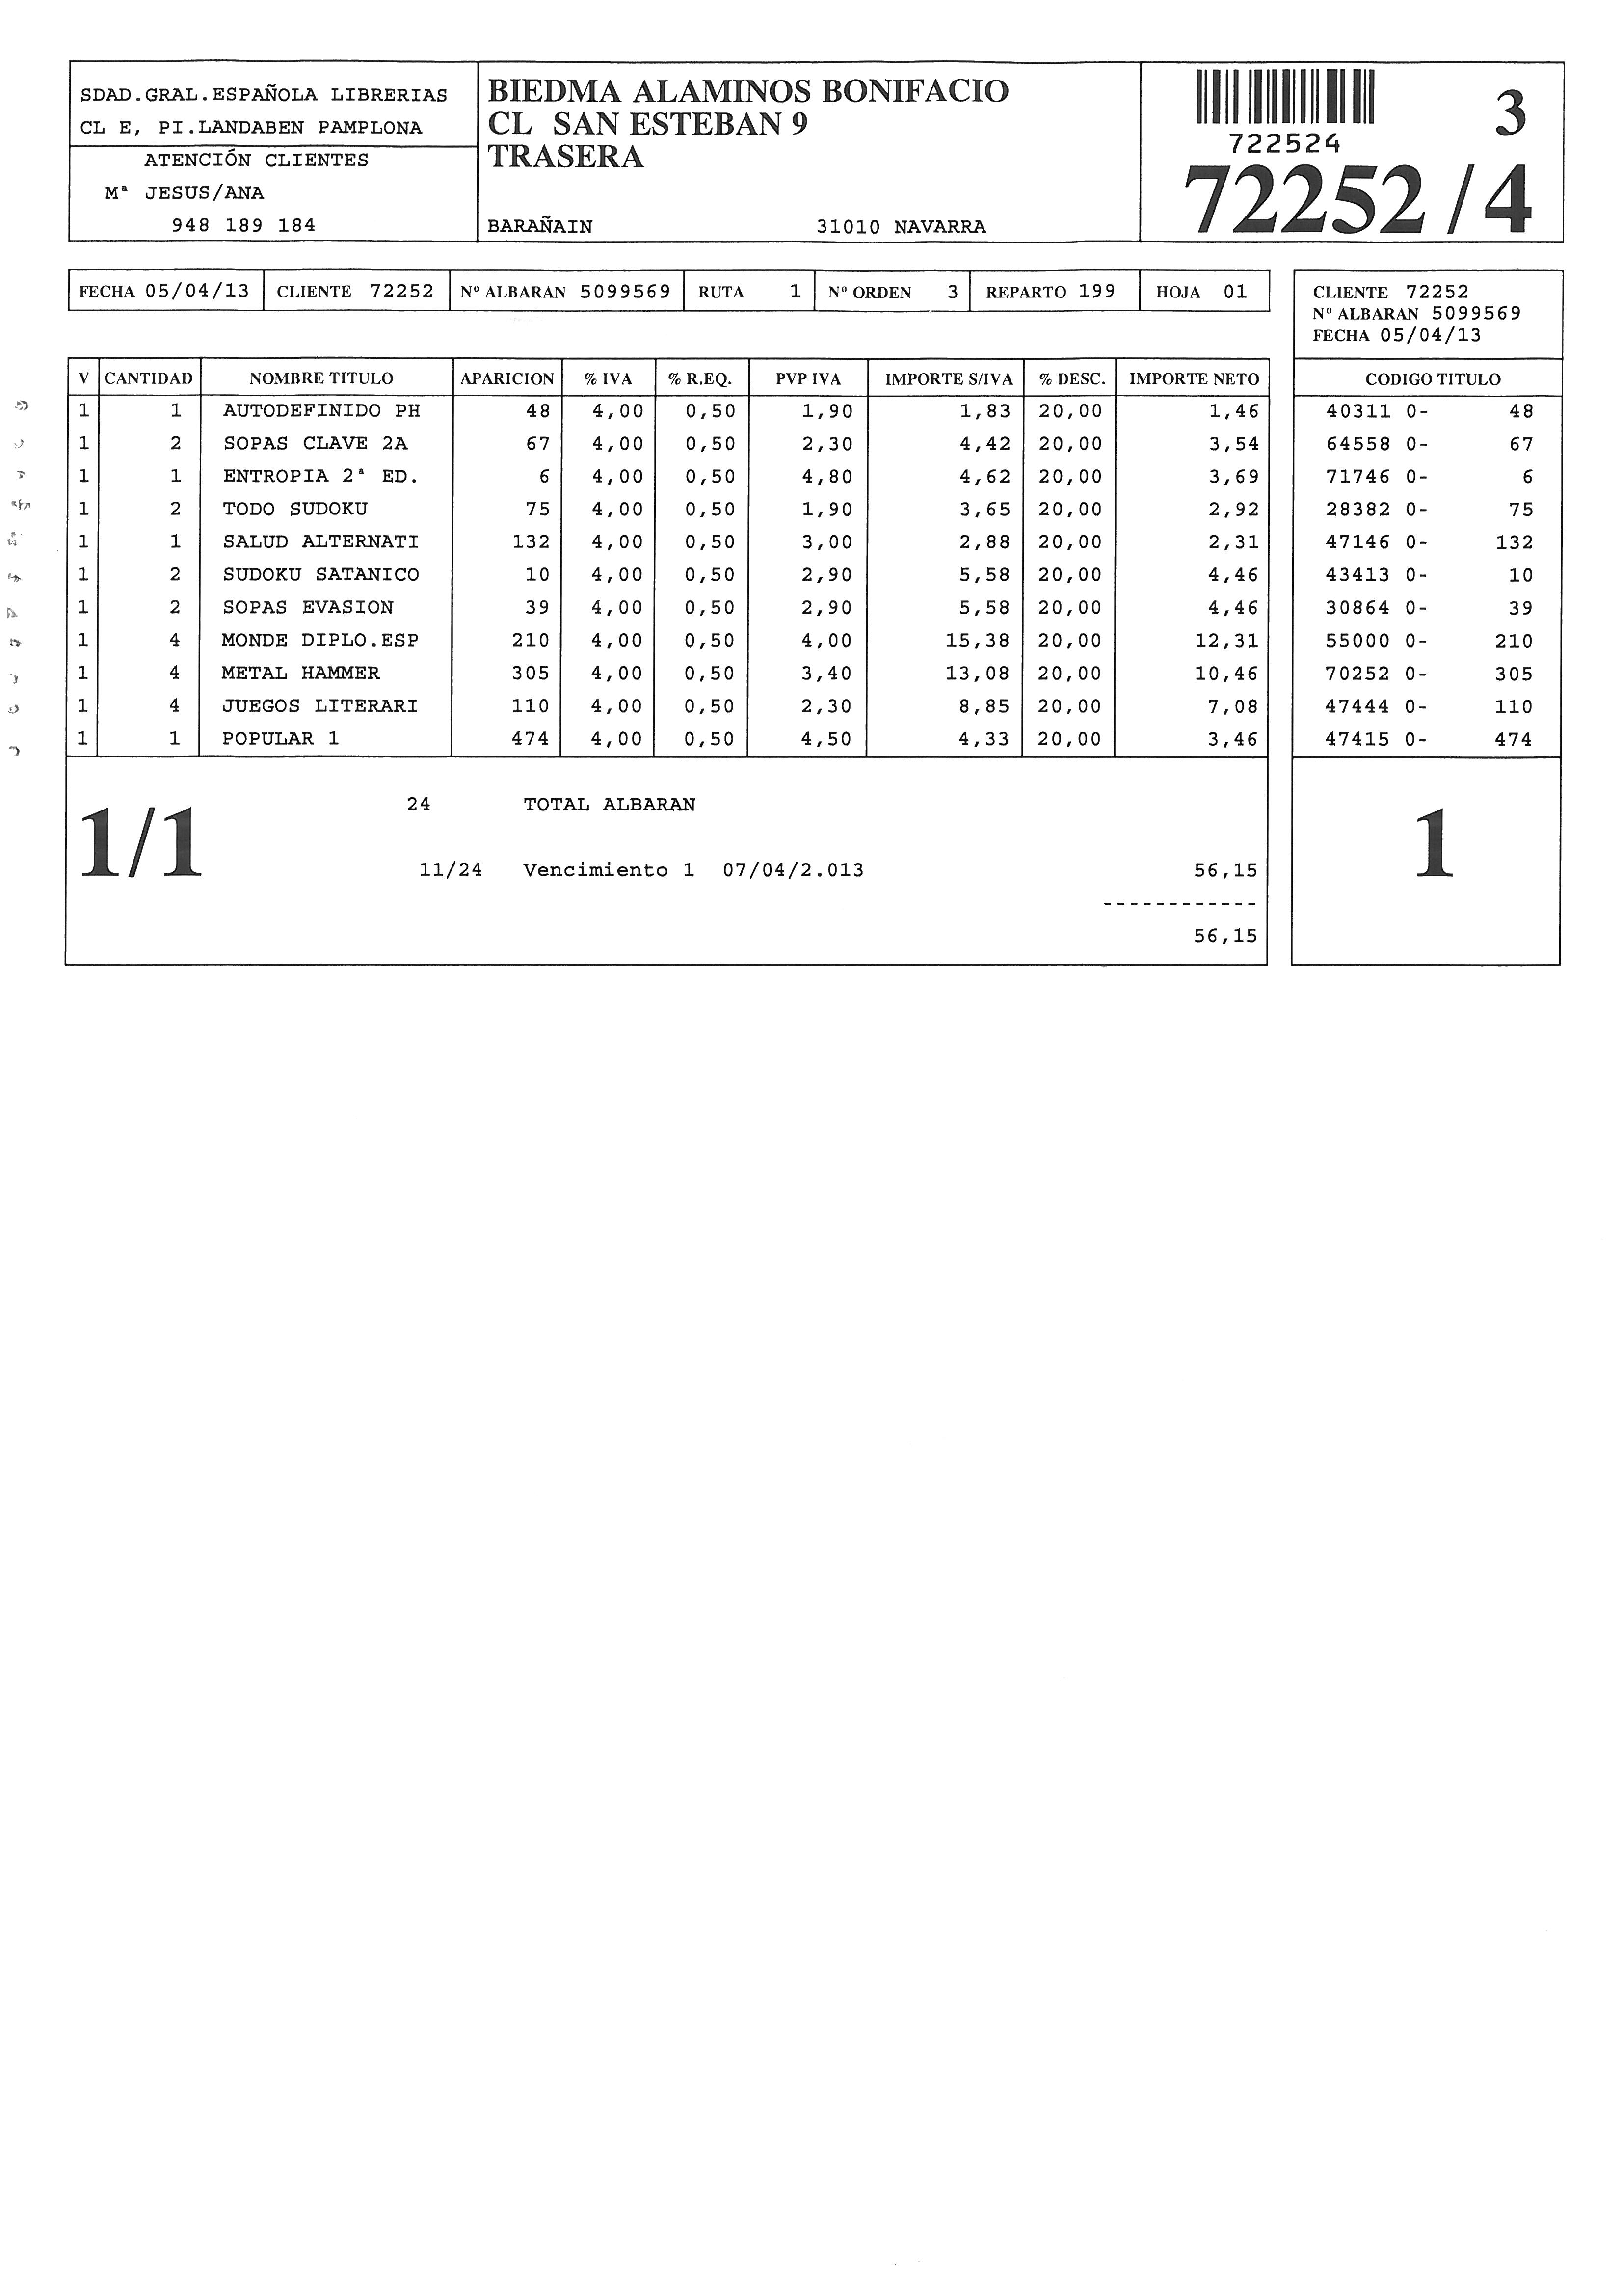 SDAD.GRAL.ESPAÑOLA LIBRERIAS
CL E, PI.LANDABEN PAMPLONA
ATENCIÓN CLIENTES
Mª JESUS/ANA
948 189 184
BIEDMA ALAMINOS BONIFACIO
CL SAN ESTEBAN 9
TRASERA
BARAÑAIN 31010 NAVARRA
3
722524
72252/4
FECHA 05/04/13 CLIENTE 72252 Nº ALBARAN 5099569 RUTA 1 Nº ORDEN 3 REPARTO 199 HOJA 01
CLIENTE 72252
Nº ALBARAN 5099569
FECHA 05/04/13
V CANTIDAD NOMBRE TITULO APARICION % IVA % R.EQ. PVP IVA IMPORTE S/IVA % DESC. IMPORTE NETO CODIGO TITULO
1 1 AUTODEFINIDO PH 48 4,00 0,50 1,90 1,83 20,00 1,46 40311 0- 48
1 2 SOPAS CLAVE 2A 67 4,00 0,50 2,30 4,42 20,00 3,54 64558 0- 67
1 1 ENTROPIA 2ª ED. 6 4,00 0,50 4,80 4,62 20,00 3,69 71746 0- 6
1 2 TODO SUDOKU 75 4,00 0,50 1,90 3,65 20,00 2,92 28382 0- 75
1 1 SALUD ALTERNATI 132 4,00 0,50 3,00 2,88 20,00 2,31 47146 0- 132
1 2 SUDOKU SATANICO 10 4,00 0,50 2,90 5,58 20,00 4,46 43413 0- 10
1 2 SOPAS EVASION 39 4,00 0,50 2,90 5,58 20,00 4,46 30864 0- 39
1 4 MONDE DIPLO.ESP 210 4,00 0,50 4,00 15,38 20,00 12,31 55000 0- 210
1 4 METAL HAMMER 305 4,00 0,50 3,40 13,08 20,00 10,46 70252 0- 305
1 4 JUEGOS LITERARI 110 4,00 0,50 2,30 8,85 20,00 7,08 47444 0- 110
1 1 POPULAR 1 474 4,00 0,50 4,50 4,33 20,00 3,46 47415 0- 474
24 TOTAL ALBARAN
1/1
11/24 Vencimiento 1 07/04/2.013 56,15
------------
56,15
1